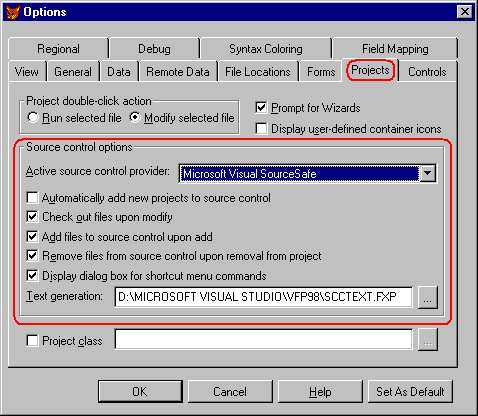 Options
Regional Debug Syntax Coloring Field Mapping
View General Data Remote Data File Locations Forms Projects Controls
Project double-click action
Run selected file Modify selected file
Prompt for Wizards
Display user-defined container icons
Source control options
Active source control provider: Microsoft Visual SourceSafe
Automatically add new projects to source control
Check out files upon modify
Add files to source control upon add
Remove files from source control upon removal from project
Display dialog box for shortcut menu commands
Text generation: D:\MICROSOFT VISUAL STUDIO\VFP98\SCCTEXT.FXP ...
Project class ...
OK Cancel Help Set As Default